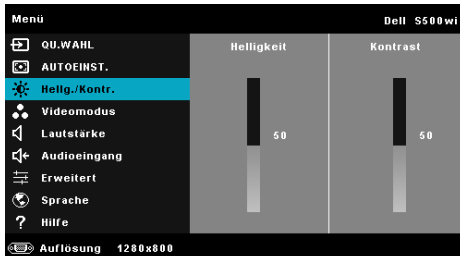 Menü
Dell S500wi
QU.WAHL
AUTOEINST.
Hellg./Kontr.
Videomodus
Lautstärke
Audioeingang
Erweitert
Sprache
? Hilfe
Helligkeit
50
Kontrast
50
Auflösung 1280x800